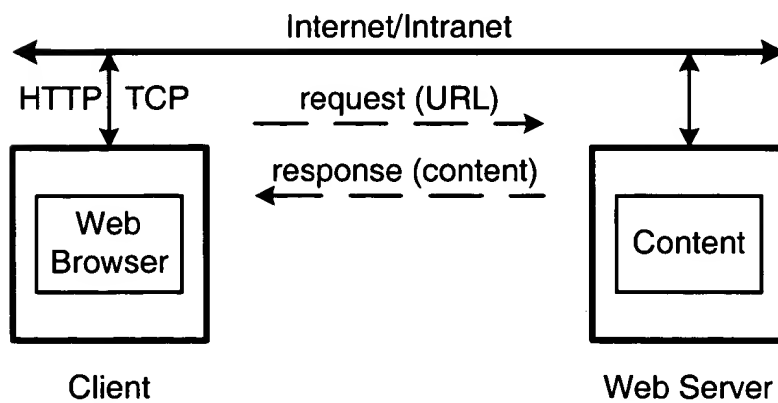 Internet/Intranet
HTTP TCP
request (URL)
response (content)
Web
Browser
Content
Client
Web Server